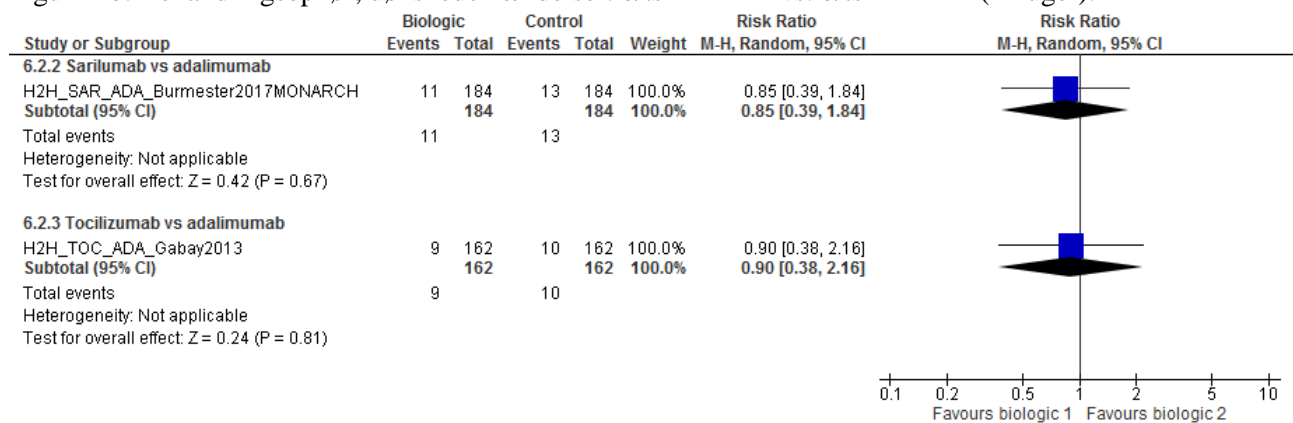 Biologic Control Risk Ratio Risk Ratio
Study or Subgroup Events Total Events Total Weight M-H, Random, 95% CI M-H, Random, 95% CI
6.2.2 Sarilumab vs adalimumab
H2H_SAR_ADA_Burmester2017MONARCH 11 184 13 184 100.0% 0.85 [0.39, 1.84]
Subtotal (95% CI) 184 184 100.0% 0.85 [0.39, 1.84]
Total events 11 13
Heterogeneity: Not applicable
Test for overall effect: Z = 0.42 (P = 0.67)
6.2.3 Tocilizumab vs adalimumab
H2H_TOC_ADA_Gabay2013 9 162 10 162 100.0% 0.90 [0.38, 2.16]
Subtotal (95% CI) 162 162 100.0% 0.90 [0.38, 2.16]
Total events 9 10
Heterogeneity: Not applicable
Test for overall effect: Z = 0.24 (P = 0.81)
0.1 0.2 0.5 1 2 5 10
Favours biologic 1 Favours biologic 2